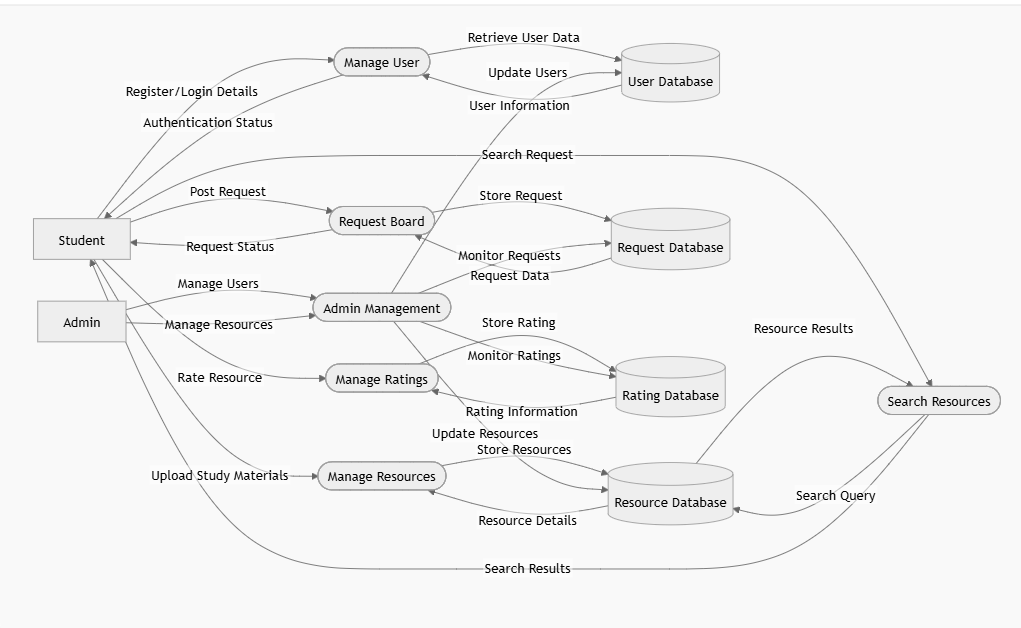 Retrieve User Data
Manage User
Update Users
User Database
Register/Login Details
User Information
Authentication Status
Search Request
Post Request
Store Request
Request Board
Student
Request Status
Request Database
Monitor Requests
Request Data
Manage Users
Admin Management
Admin
Manage Resources
Store Rating
Resource Results
Monitor Ratings
Rate Resource
Manage Ratings
Rating Database
Search Resources
Rating Information
Update Resources
Store Resources
Upload Study Materials
Manage Resources
Resource Database
Search Query
Resource Details
Search Results